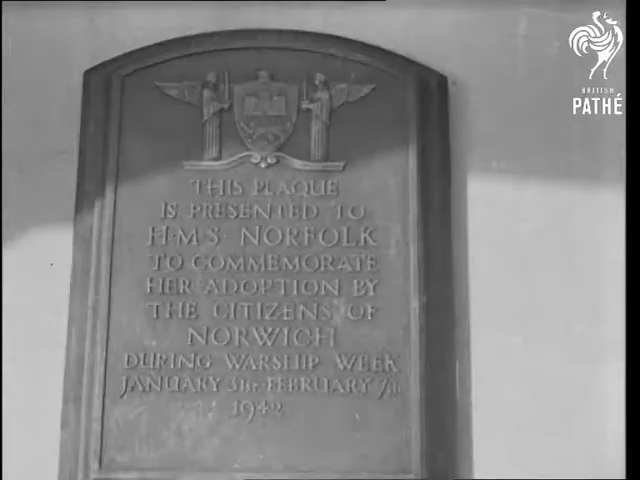 BRITISH
PATHÉ
THIS PLAQUE
IS PRESENTED TO
H·M·S NORFOLK
TO COMMEMORATE
HER ADOPTION BY
THE CITIZENS OF
NORWICH
DURING WARSHIP WEEK
JANUARY 31st-FEBRUARY 7th
1942